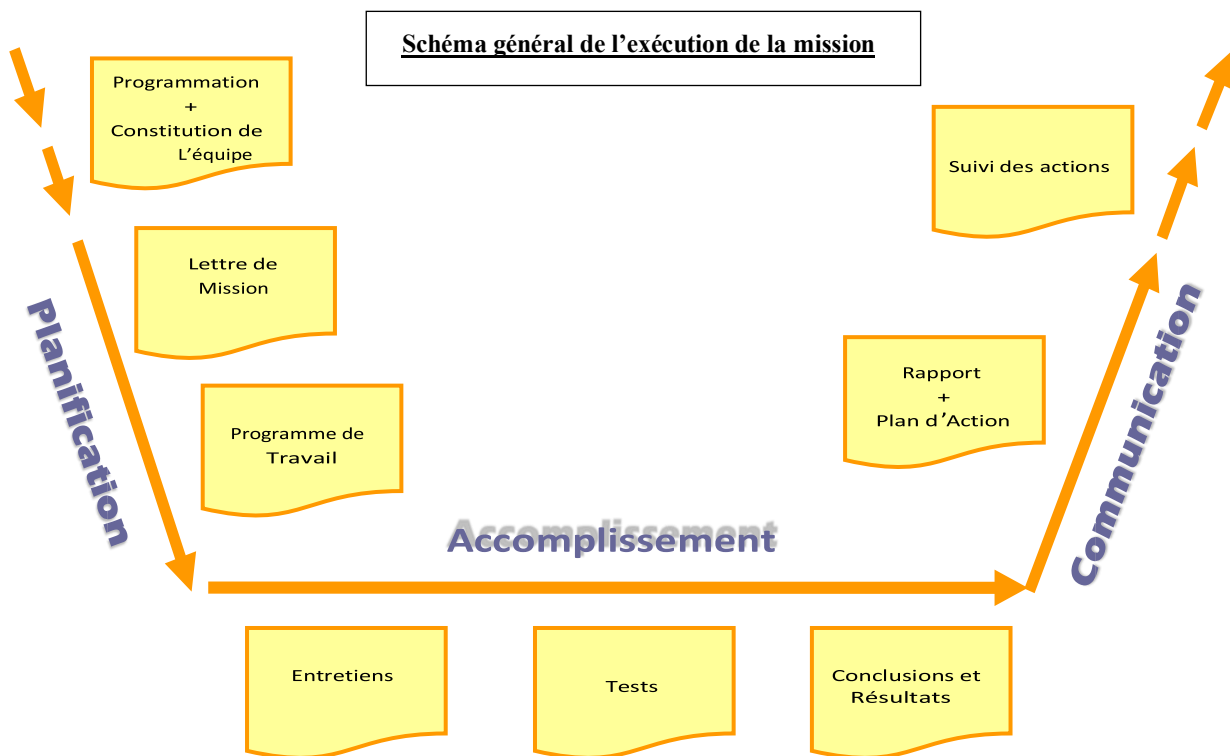 Schéma général de l’exécution de la mission
Programmation
+
Constitution de
L’équipe
Lettre de
Mission
Programme de
Travail
Planification
Accomplissement
Entretiens
Tests
Conclusions et
Résultats
Communication
Rapport
+
Plan d’Action
Suivi des actions